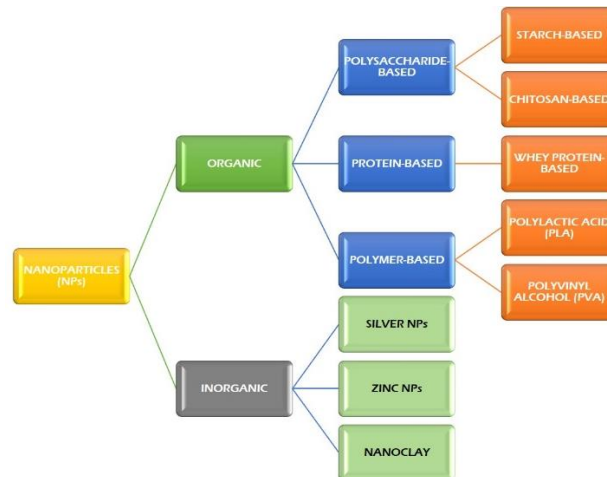 NANOPARTICLES
(NPs)
ORGANIC
INORGANIC
POLYSACCHARIDE-
BASED
PROTEIN-BASED
POLYMER-BASED
SILVER NPs
ZINC NPs
NANOCLAY
STARCH-BASED
CHITOSAN-BASED
WHEY PROTEIN-
BASED
POLYLACTIC ACID
(PLA)
POLYVINYL
ALCOHOL (PVA)